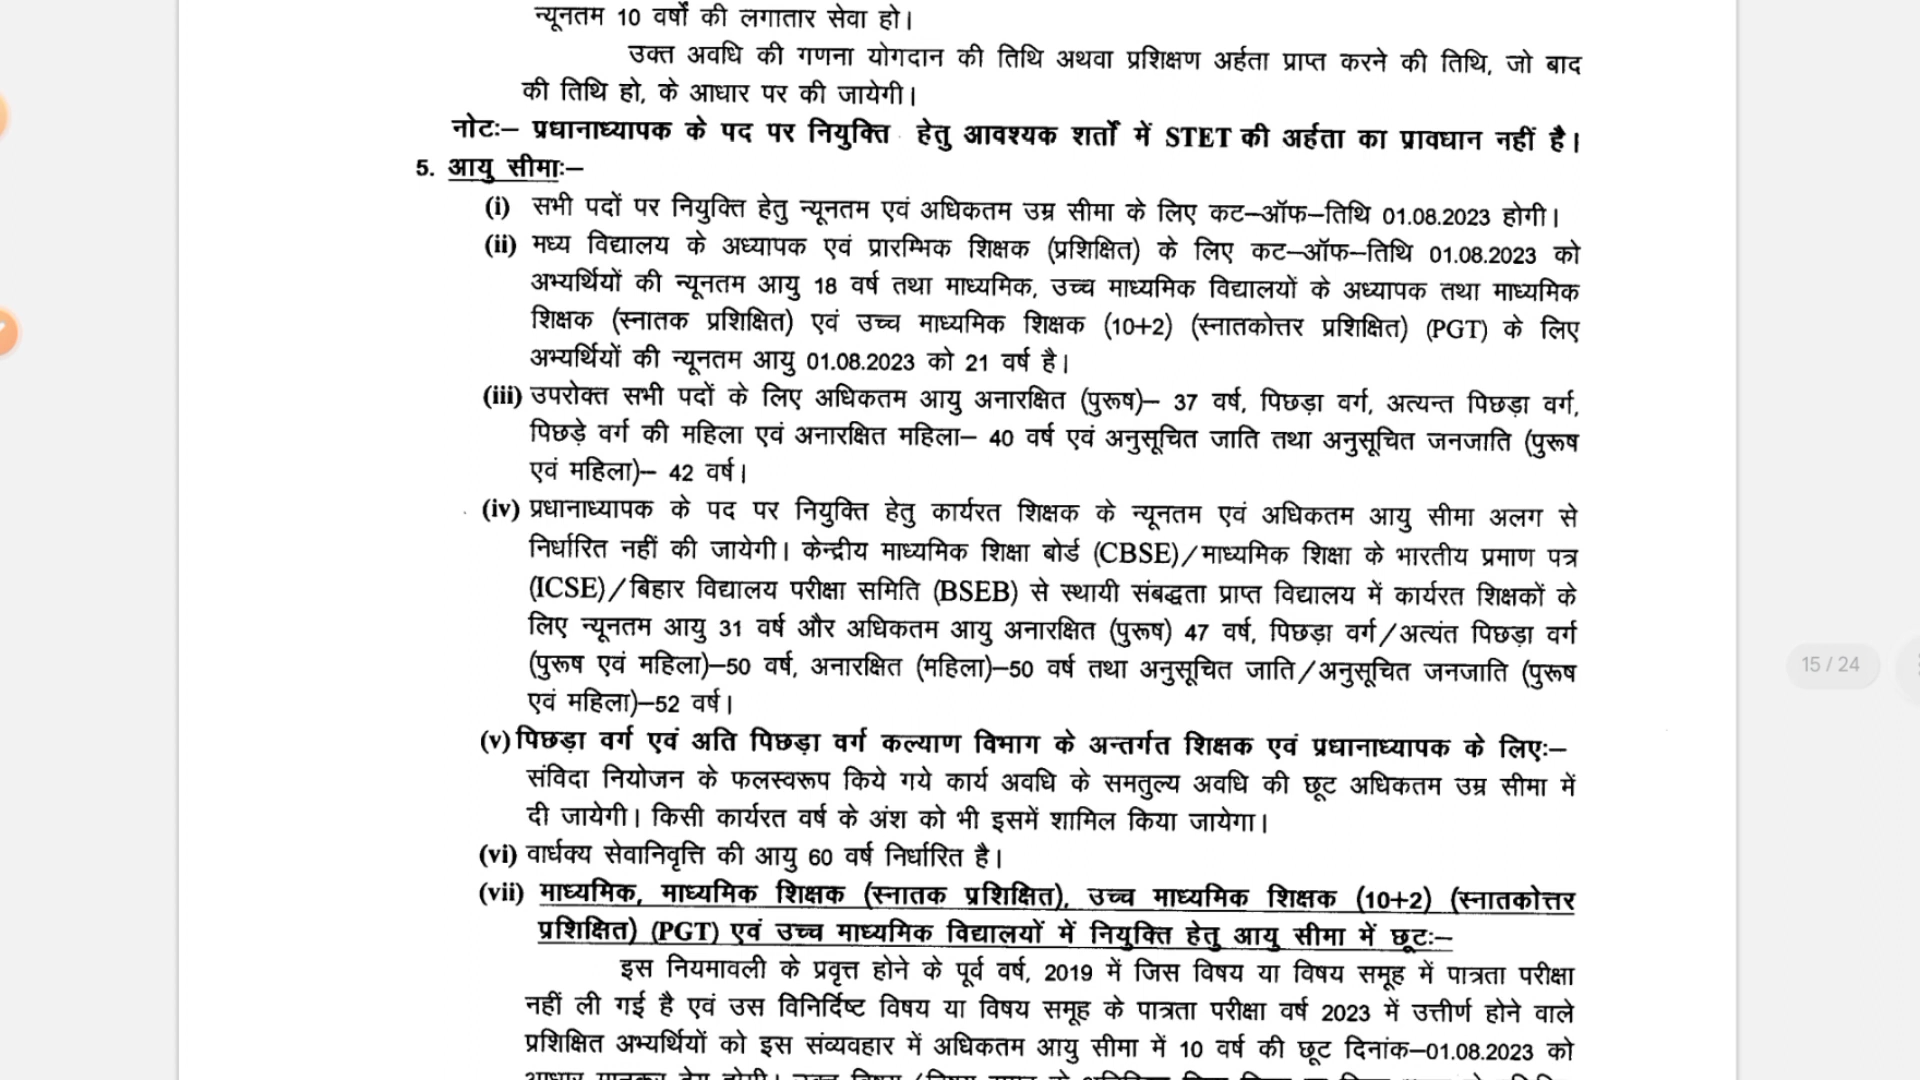 न्यूनतम 10 वर्षों की लगातार सेवा हो।
उक्त अवधि की गणना योगदान की तिथि अथवा प्रशिक्षण अर्हता प्राप्त करने की तिथि, जो बाद
की तिथि हो, के आधार पर की जायेगी।
नोटः– प्रधानाध्यापक के पद पर नियुक्ति हेतु आवश्यक शर्तों में STET की अर्हता का प्रावधान नहीं है।
5. आयु सीमाः–
(i) सभी पदों पर नियुक्ति हेतु न्यूनतम एवं अधिकतम उम्र सीमा के लिए कट–ऑफ–तिथि 01.08.2023 होगी।
(ii) मध्य विद्यालय के अध्यापक एवं प्रारम्भिक शिक्षक (प्रशिक्षित) के लिए कट–ऑफ–तिथि 01.08.2023 को
अभ्यर्थियों की न्यूनतम आयु 18 वर्ष तथा माध्यमिक, उच्च माध्यमिक विद्यालयों के अध्यापक तथा माध्यमिक
शिक्षक (स्नातक प्रशिक्षित) एवं उच्च माध्यमिक शिक्षक (10+2) (स्नातकोत्तर प्रशिक्षित) (PGT) के लिए
अभ्यर्थियों की न्यूनतम आयु 01.08.2023 को 21 वर्ष है।
(iii) उपरोक्त सभी पदों के लिए अधिकतम आयु अनारक्षित (पुरूष)– 37 वर्ष, पिछड़ा वर्ग, अत्यन्त पिछड़ा वर्ग,
पिछड़े वर्ग की महिला एवं अनारक्षित महिला– 40 वर्ष एवं अनुसूचित जाति तथा अनुसूचित जनजाति (पुरूष
एवं महिला)– 42 वर्ष।
(iv) प्रधानाध्यापक के पद पर नियुक्ति हेतु कार्यरत शिक्षक के न्यूनतम एवं अधिकतम आयु सीमा अलग से
निर्धारित नहीं की जायेगी। केन्द्रीय माध्यमिक शिक्षा बोर्ड (CBSE)/माध्यमिक शिक्षा के भारतीय प्रमाण पत्र
(ICSE)/बिहार विद्यालय परीक्षा समिति (BSEB) से स्थायी संबद्धता प्राप्त विद्यालय में कार्यरत शिक्षकों के
लिए न्यूनतम आयु 31 वर्ष और अधिकतम आयु अनारक्षित (पुरूष) 47 वर्ष, पिछड़ा वर्ग/अत्यंत पिछड़ा वर्ग
(पुरूष एवं महिला)–50 वर्ष, अनारक्षित (महिला)–50 वर्ष तथा अनुसूचित जाति/अनुसूचित जनजाति (पुरूष
एवं महिला)–52 वर्ष।
15 / 24
(v) पिछड़ा वर्ग एवं अति पिछड़ा वर्ग कल्याण विभाग के अन्तर्गत शिक्षक एवं प्रधानाध्यापक के लिएः–
संविदा नियोजन के फलस्वरूप किये गये कार्य अवधि के समतुल्य अवधि की छूट अधिकतम उम्र सीमा में
दी जायेगी। किसी कार्यरत वर्ष के अंश को भी इसमें शामिल किया जायेगा।
(vi) वार्धक्य सेवानिवृत्ति की आयु 60 वर्ष निर्धारित है।
(vii) माध्यमिक, माध्यमिक शिक्षक (स्नातक प्रशिक्षित), उच्च माध्यमिक शिक्षक (10+2) (स्नातकोत्तर
प्रशिक्षित) (PGT) एवं उच्च माध्यमिक विद्यालयों में नियुक्ति हेतु आयु सीमा में छूटः–
इस नियमावली के प्रवृत्त होने के पूर्व वर्ष, 2019 में जिस विषय या विषय समूह में पात्रता परीक्षा
नहीं ली गई है एवं उस विनिर्दिष्ट विषय या विषय समूह के पात्रता परीक्षा वर्ष 2023 में उत्तीर्ण होने वाले
प्रशिक्षित अभ्यर्थियों को इस संव्यवहार में अधिकतम आयु सीमा में 10 वर्ष की छूट दिनांक–01.08.2023 को